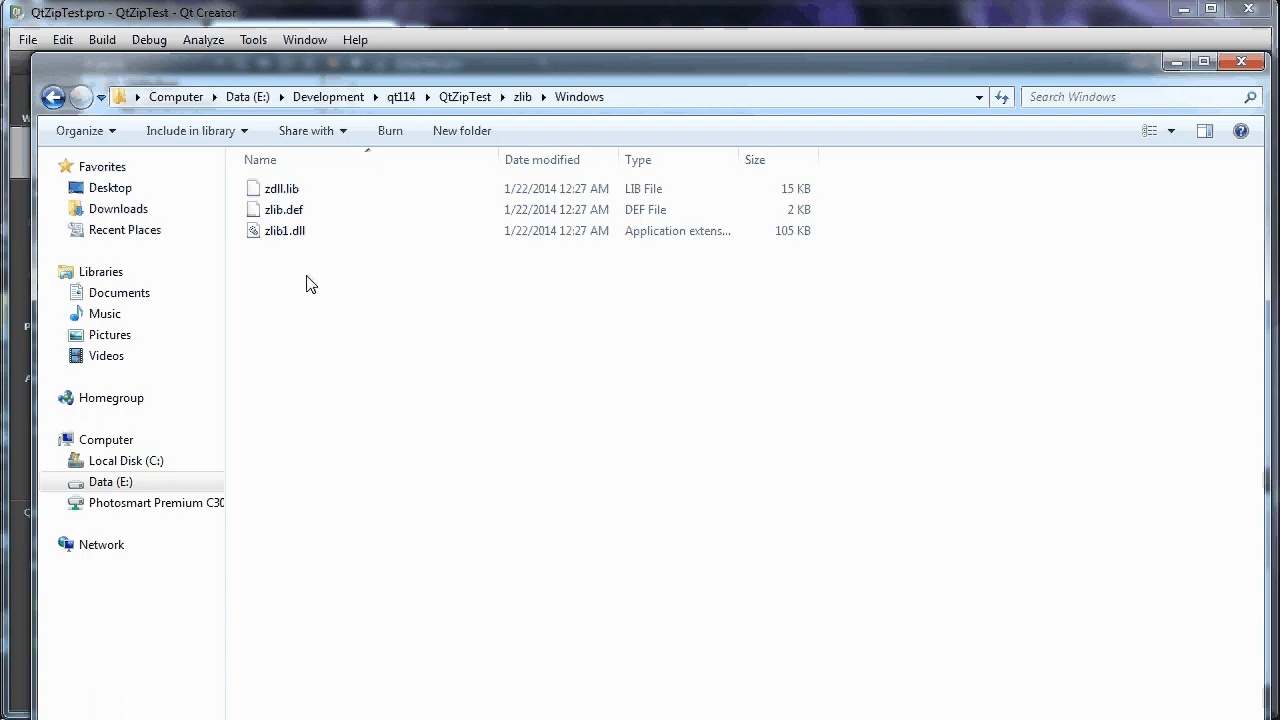 QtZipTest.pro - QtZipTest - Qt Creator
File Edit Build Debug Analyze Tools Window Help
Computer Data (E:) Development qt114 QtZipTest zlib Windows Search Windows
Organize Include in library Share with Burn New folder
Name Date modified Type Size
zdll.lib 1/22/2014 12:27 AM LIB File 15 KB
zlib.def 1/22/2014 12:27 AM DEF File 2 KB
zlib1.dll 1/22/2014 12:27 AM Application extens... 105 KB
Favorites
Desktop
Downloads
Recent Places
Libraries
Documents
Music
Pictures
Videos
Homegroup
Computer
Local Disk (C:)
Data (E:)
Photosmart Premium C30
Network